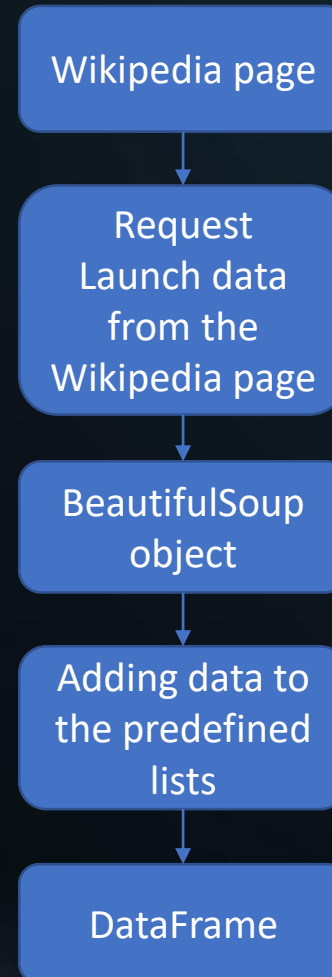 Wikipedia page
Request
Launch data
from the
Wikipedia page
BeautifulSoup
object
Adding data to
the predefined
lists
DataFrame